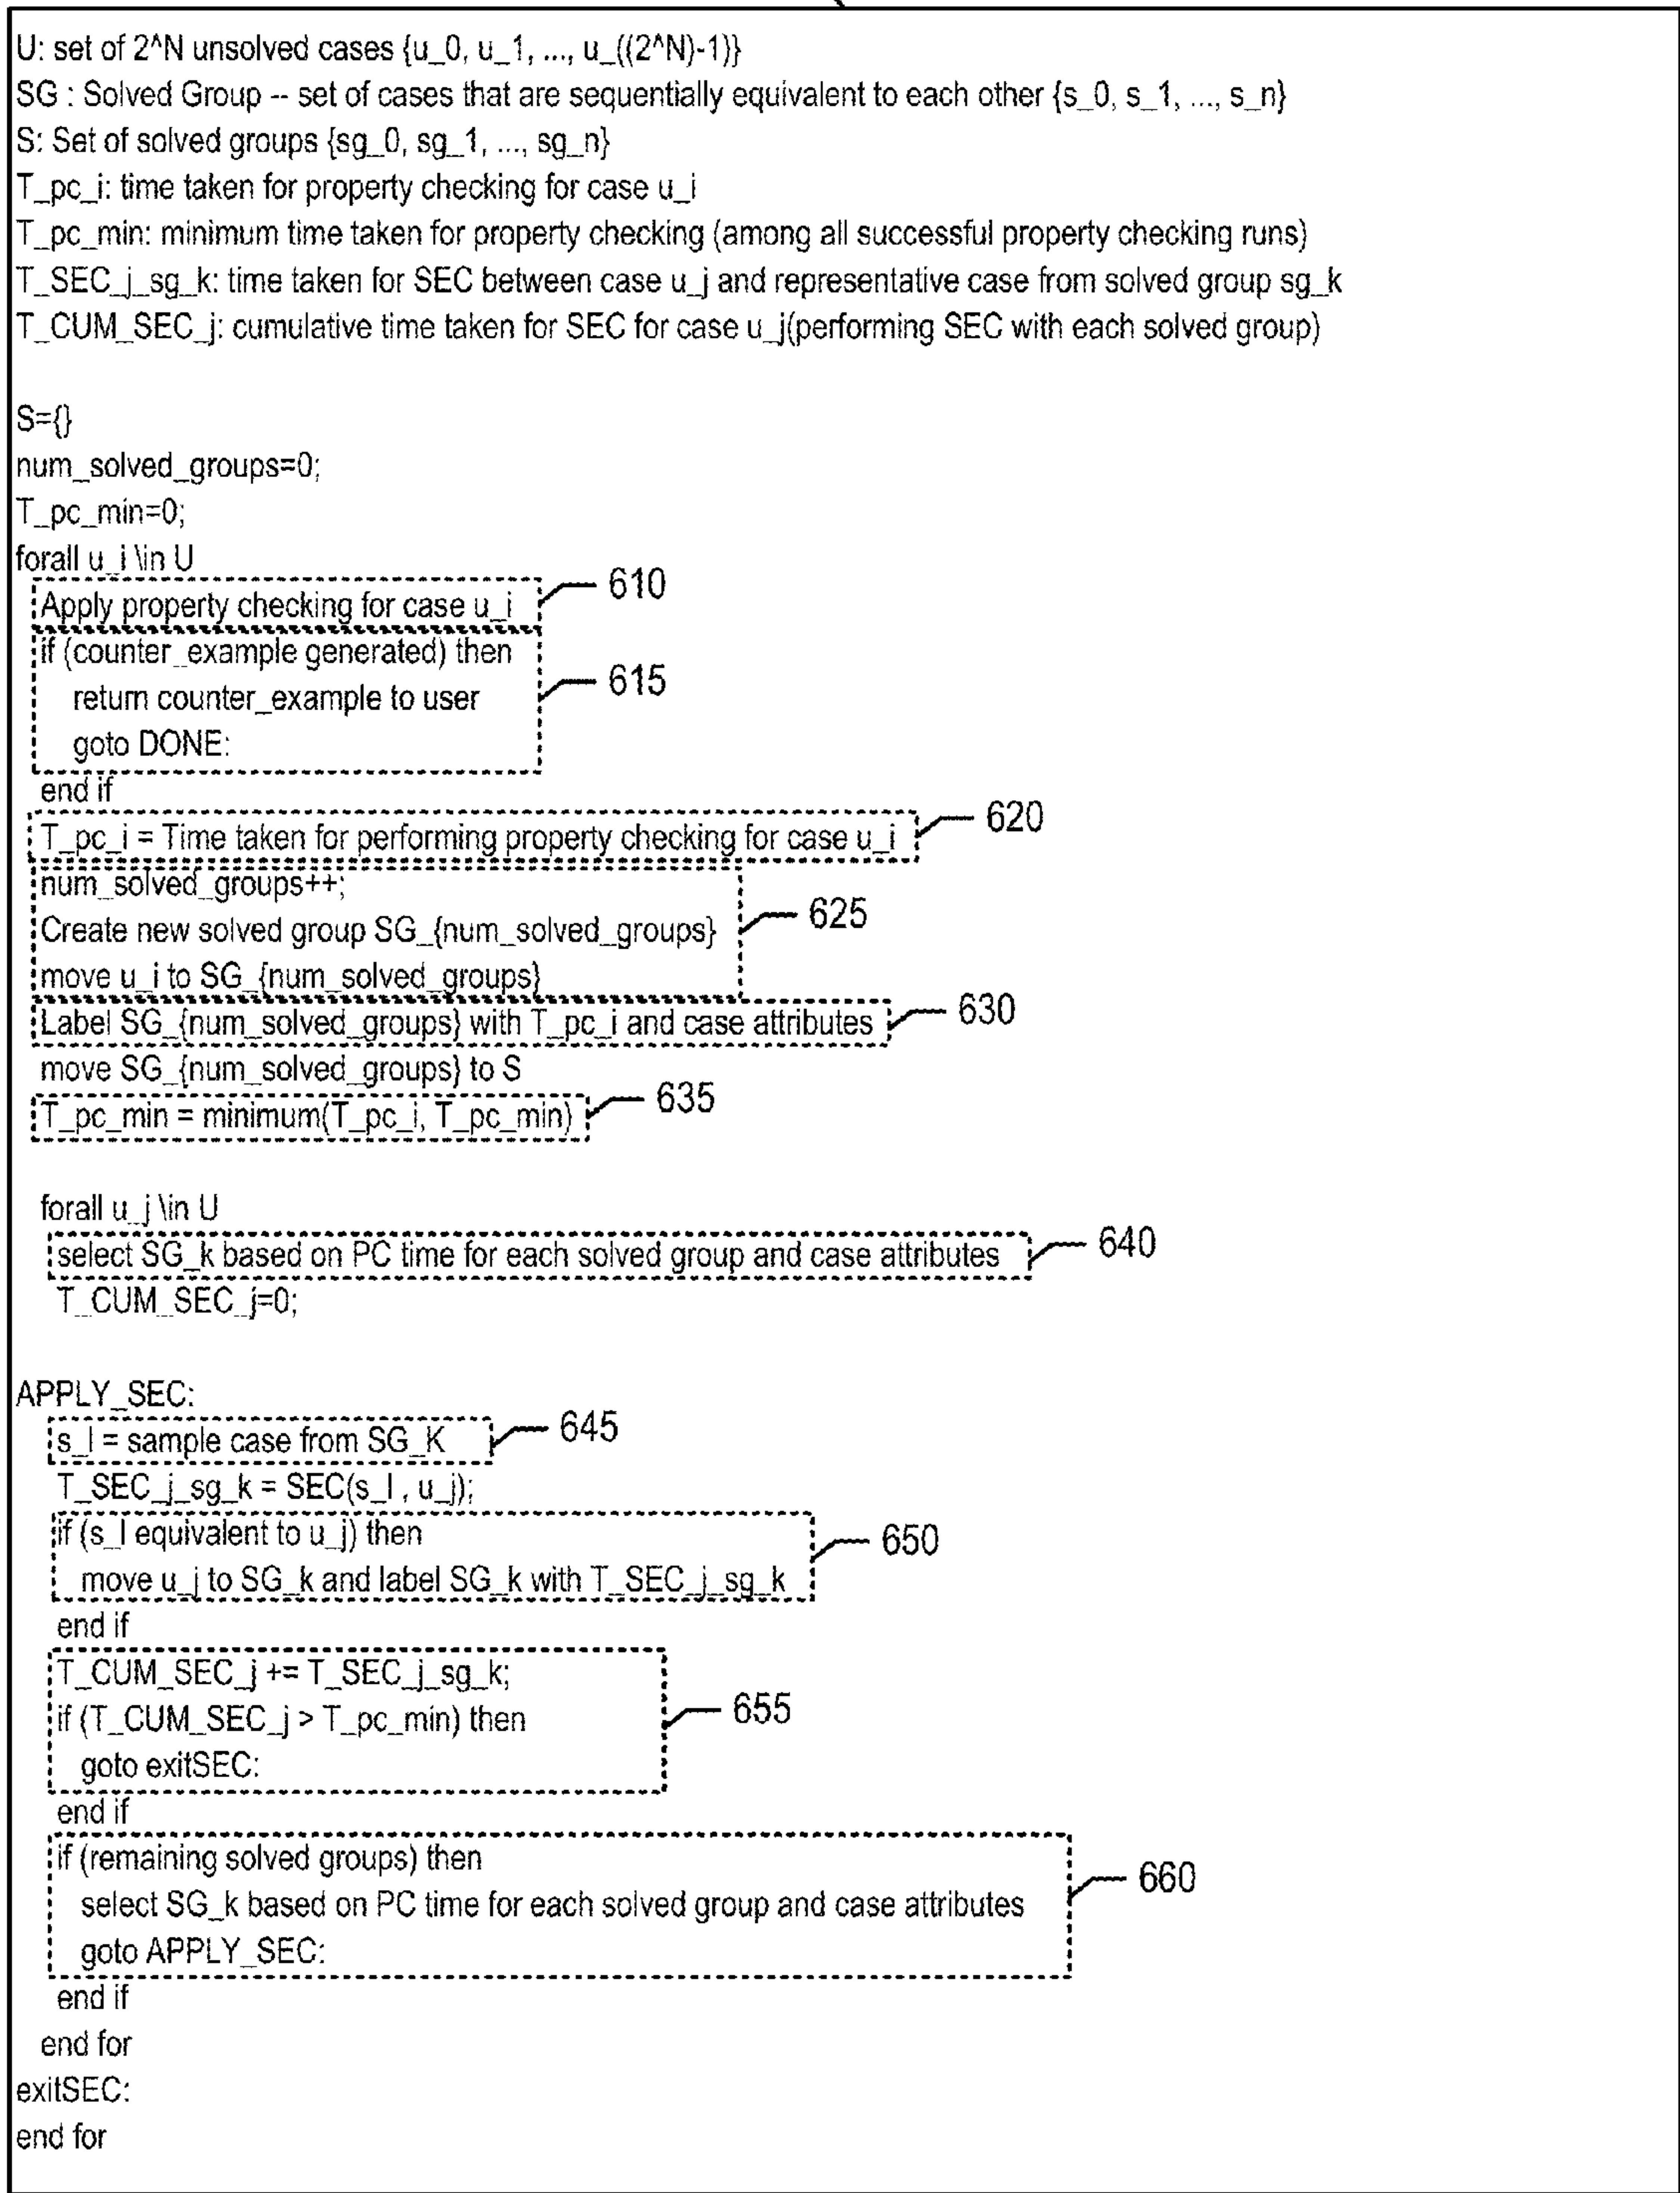 U: set of 2^N unsolved cases {u_0, u_1, ..., u_((2^N)-1)}
SG : Solved Group -- set of cases that are sequentially equivalent to each other {s_0, s_1, ..., s_n}
S: Set of solved groups {sg_0, sg_1, ..., sg_n}
T_pc_i: time taken for property checking for case u_i
T_pc_min: minimum time taken for property checking (among all successful property checking runs)
T_SEC_j_sg_k: time taken for SEC between case u_j and representative case from solved group sg_k
T_CUM_SEC_j: cumulative time taken for SEC for case u_j(performing SEC with each solved group)
S={}
num_solved_groups=0;
T_pc_min=0;
forall u_i \in U
Apply property checking for case u_i 610
if (counter_example generated) then
return counter_example to user 615
goto DONE:
end if
T_pc_i = Time taken for performing property checking for case u_i 620
num_solved_groups++;
Create new solved group SG_{num_solved_groups} 625
move u_i to SG_{num_solved_groups}
Label SG_{num_solved_groups} with T_pc_i and case attributes 630
move SG_{num_solved_groups} to S
T_pc_min = minimum(T_pc_i, T_pc_min) 635
forall u_j \in U
select SG_k based on PC time for each solved group and case attributes 640
T_CUM_SEC_j=0;
APPLY_SEC:
s_l = sample case from SG_K 645
T_SEC_j_sg_k = SEC(s_l , u_j);
if (s_l equivalent to u_j) then 650
move u_j to SG_k and label SG_k with T_SEC_j_sg_k
end if
T_CUM_SEC_j += T_SEC_j_sg_k;
if (T_CUM_SEC_j > T_pc_min) then 655
goto exitSEC:
end if
if (remaining solved groups) then 660
select SG_k based on PC time for each solved group and case attributes
goto APPLY_SEC:
end if
end for
exitSEC:
end for